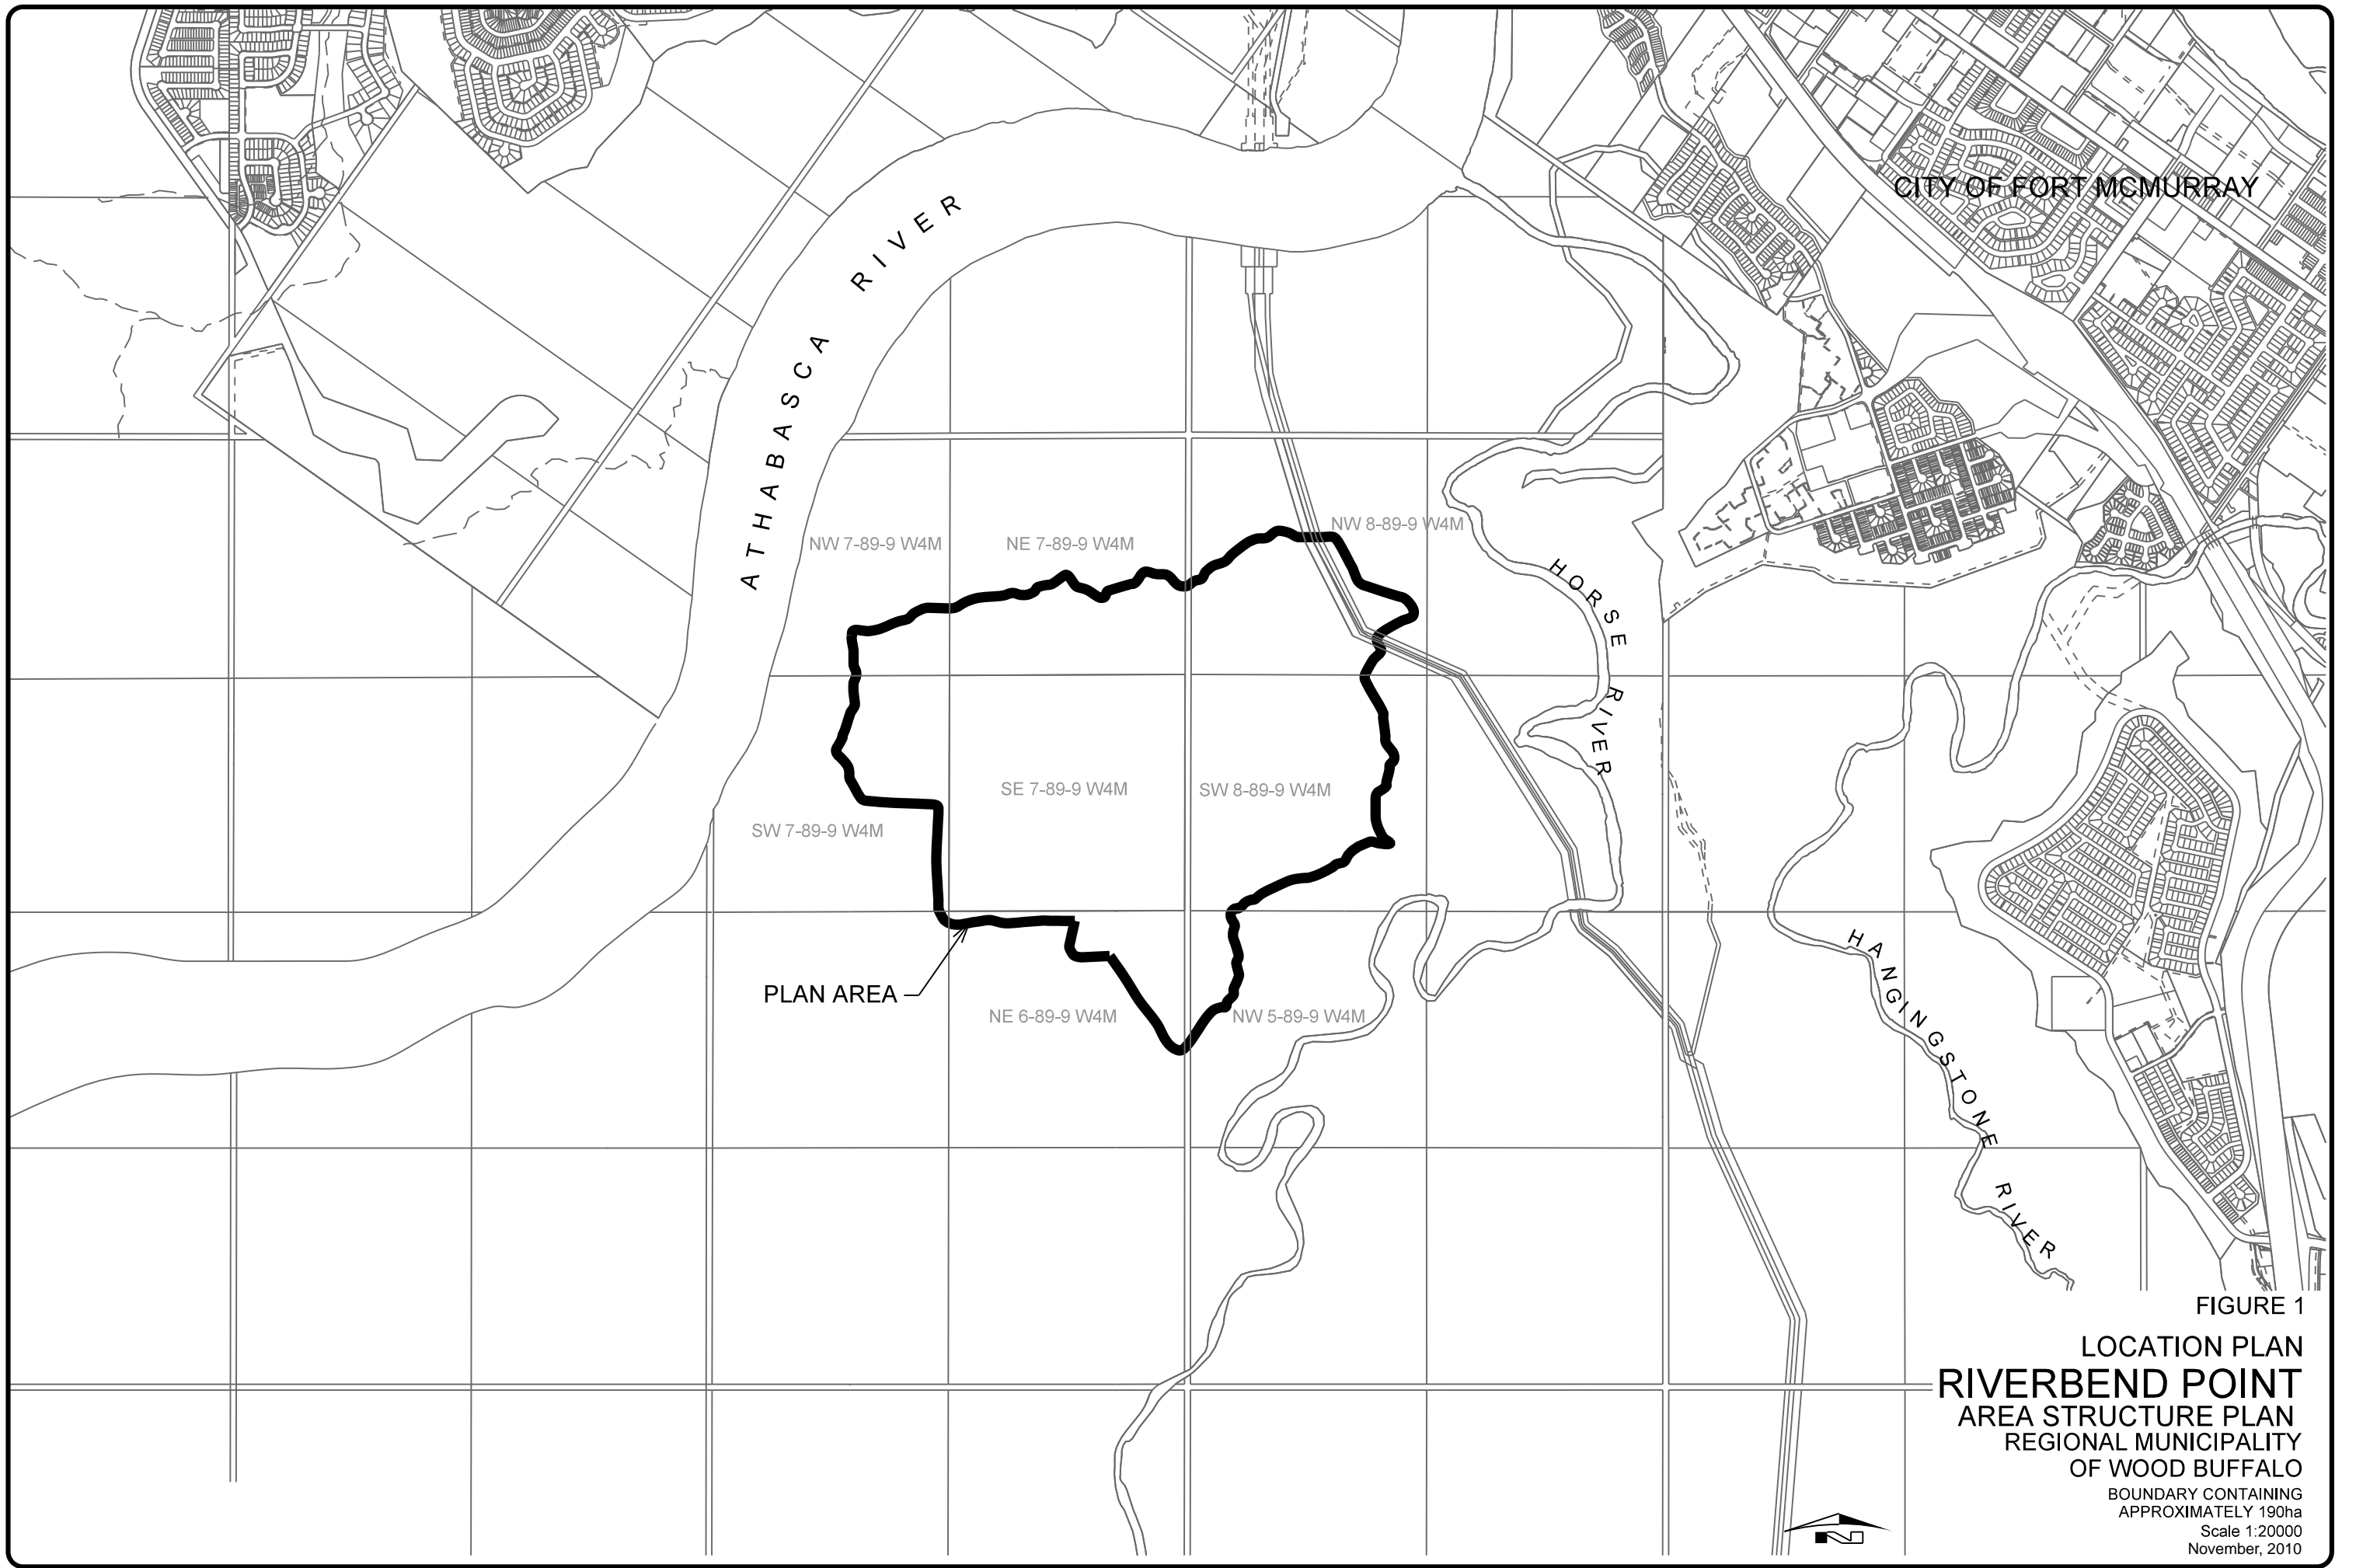 CITY OF FORT MCMURRAY
ATHABASCA RIVER
NW 7-89-9 W4M
NE 7-89-9 W4M
NW 8-89-9 W4M
HORSE RIVER
SE 7-89-9 W4M
SW 8-89-9 W4M
SW 7-89-9 W4M
PLAN AREA
NE 6-89-9 W4M
NW 5-89-9 W4M
HANGINGSTONE RIVER
FIGURE 1
LOCATION PLAN
RIVERBEND POINT
AREA STRUCTURE PLAN
REGIONAL MUNICIPALITY
OF WOOD BUFFALO
BOUNDARY CONTAINING
APPROXIMATELY 190ha
Scale 1:20000
November, 2010
N